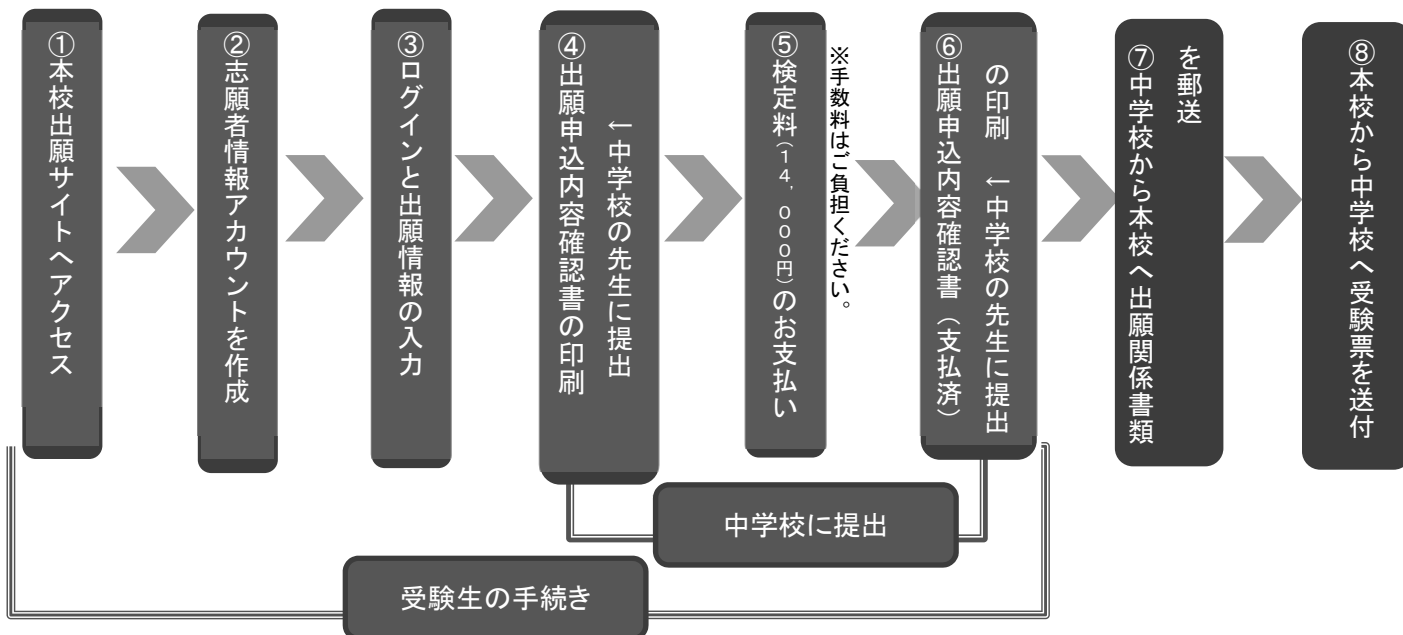 ①本校出願サイトへアクセス
②志願者情報アカウントを作成
③ログインと出願情報の入力
④出願申込内容確認書の印刷
←中学校の先生に提出
⑤検定料(14,000円)のお支払い
※手数料はご負担ください。
⑥出願申込内容確認書(支払済)
の印刷 ←中学校の先生に提出
⑦中学校から本校へ出願関係書類
を郵送
⑧本校から中学校へ受験票を送付
中学校に提出
受験生の手続き